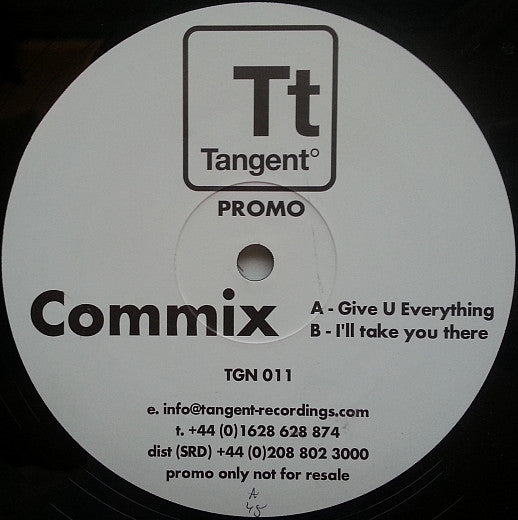 Tt
Tangent°
PROMO
Commix
A - Give U Everything
B - I'll take you there
TGN 011
e. info@tangent-recordings.com
t. +44 (0)1628 628 874
dist (SRD) +44 (0)208 802 3000
promo only not for resale
A
45